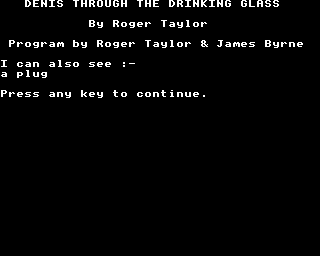 DENIS THROUGH THE DRINKING GLASS
By Roger Taylor
Program by Roger Taylor & James Byrne
I can also see :-
a plug
Press any key to continue.